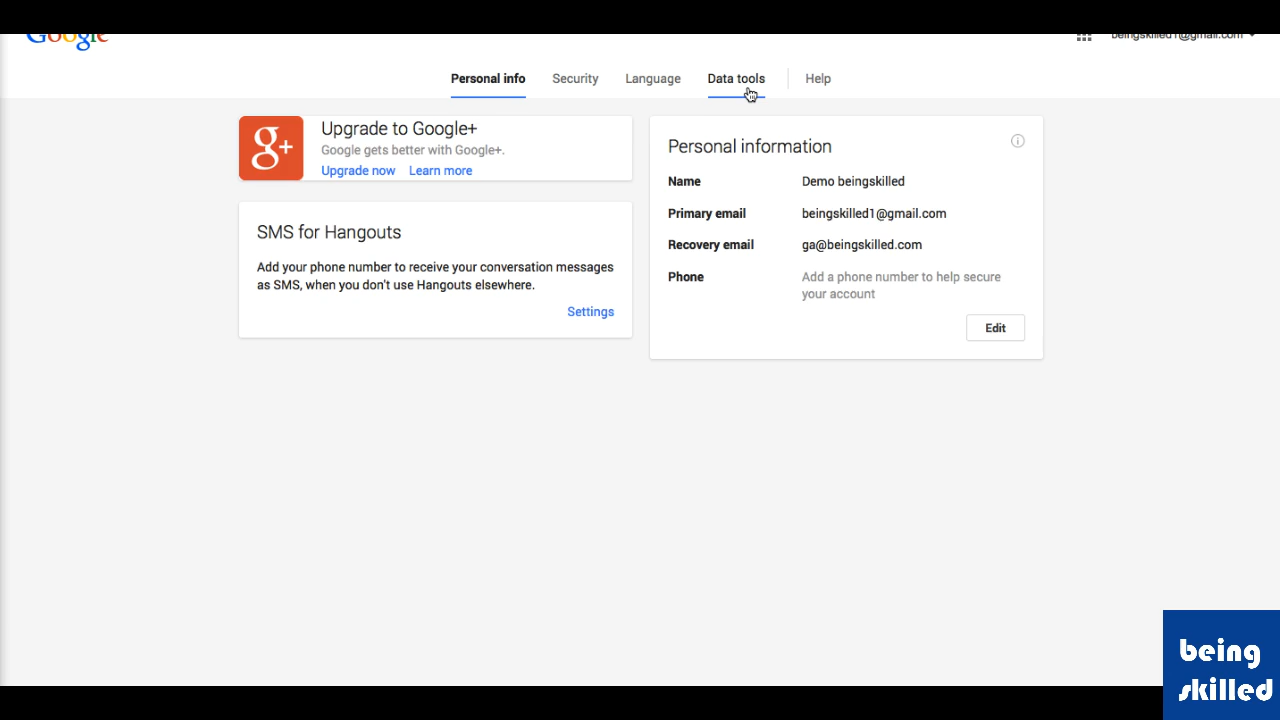 Google
beingskilled1@gmail.com
Personal info Security Language Data tools Help
Upgrade to Google+
Google gets better with Google+.
Upgrade now Learn more
SMS for Hangouts
Add your phone number to receive your conversation messages
as SMS, when you don't use Hangouts elsewhere.
Settings
Personal information
Name Demo beingskilled
Primary email beingskilled1@gmail.com
Recovery email ga@beingskilled.com
Phone Add a phone number to help secure
your account
Edit
being
skilled
g+